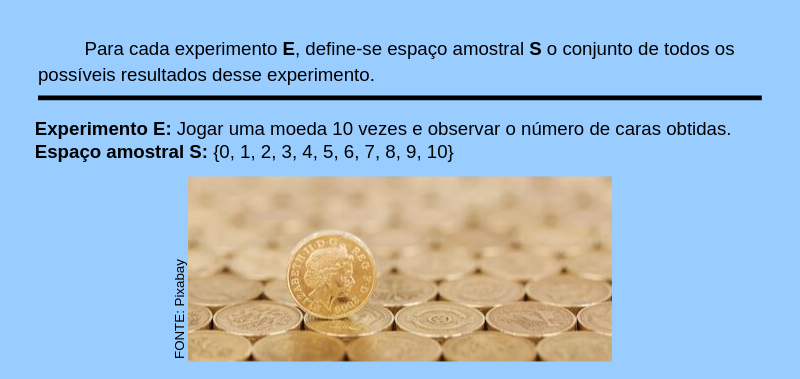 Para cada experimento E, define-se espaço amostral S o conjunto de todos os
possíveis resultados desse experimento.
Experimento E: Jogar uma moeda 10 vezes e observar o número de caras obtidas.
Espaço amostral S: {0, 1, 2, 3, 4, 5, 6, 7, 8, 9, 10}
FONTE: Pixabay
ELIZABETH·II·D·G REG·F·D 2002